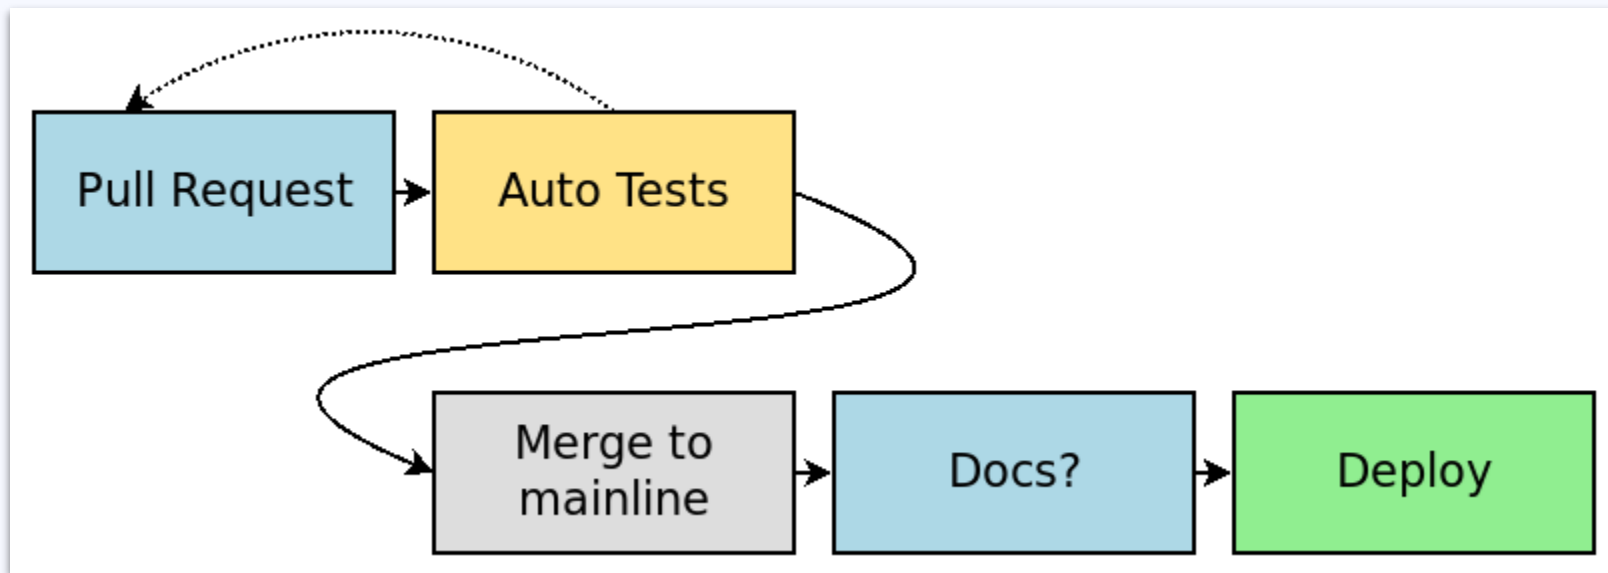 Pull Request
Auto Tests
Merge to
mainline
Docs?
Deploy